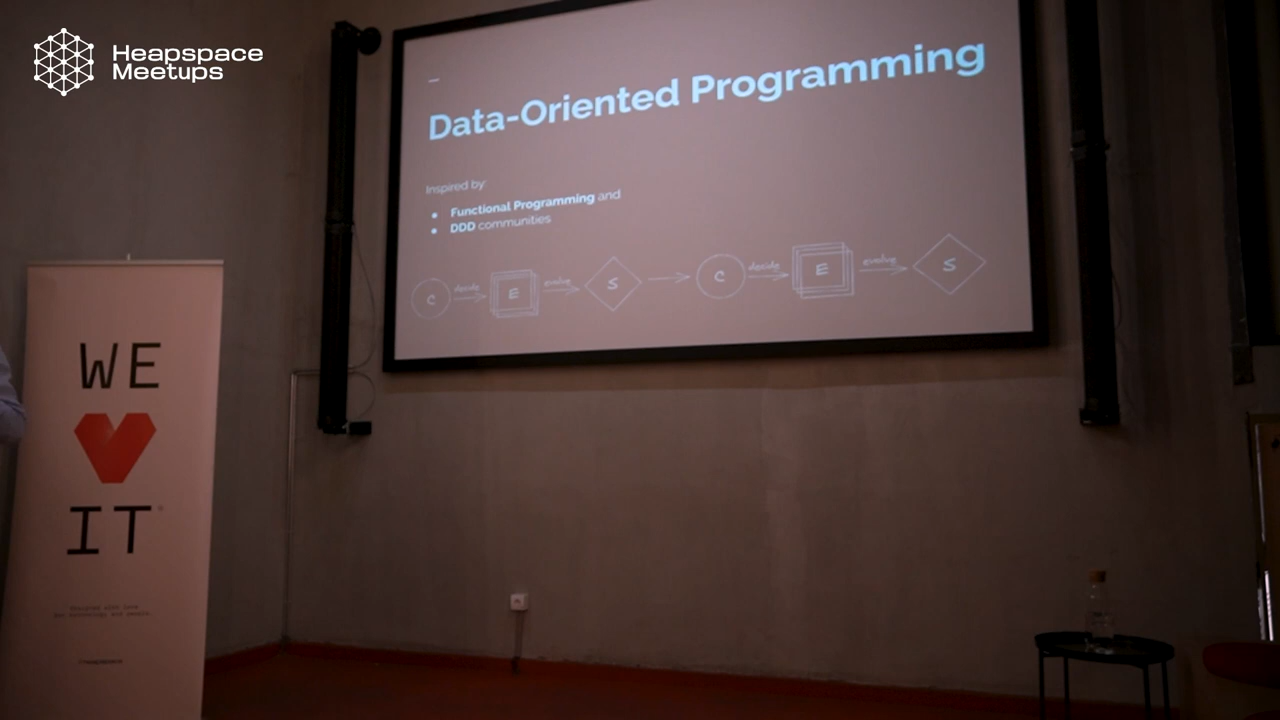 Heapspace
Meetups
Data-Oriented Programming
Inspired by:
Functional Programming and
DDD communities
C decide E evolve S C decide E evolve S
WE
IT